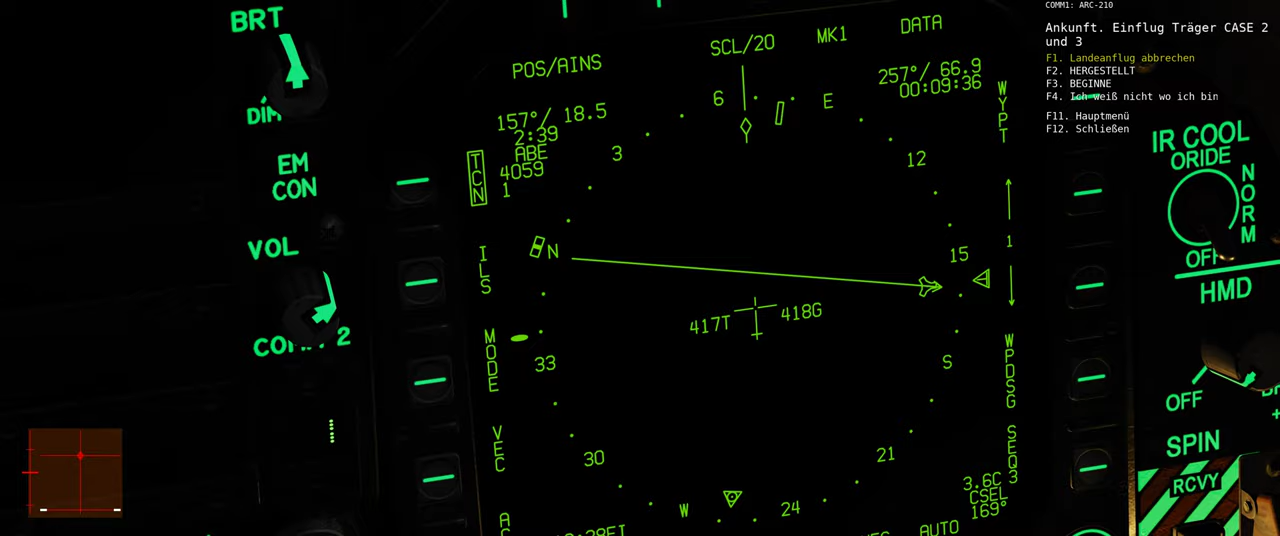 COMM1: ARC-210
Ankunft. Einflug Träger CASE 2
und 3
F1. Landeanflug abbrechen
F2. HERGESTELLT
F3. BEGINNE
F4. Ich weiß nicht wo ich bin
F11. Hauptmenü
F12. Schließen
BRT
DIM
EM
CON
VOL
2
POS/AINS
SCL/20
MK1
DATA
157°/ 18.5
2:39
ABE
4059
1
257°/ 66.9
00:09:36
TCN
ILS
MODE
VEC
WYPT
1
WPDSG
SEQ 3
6
E
3
12
N
15
417T
418G
33
S
30
21
W
24
3.6C
CSEL
169°
AUTO
IR COOL
ORIDE
NORM
OFF
HMD
OFF
SPIN
RCVY